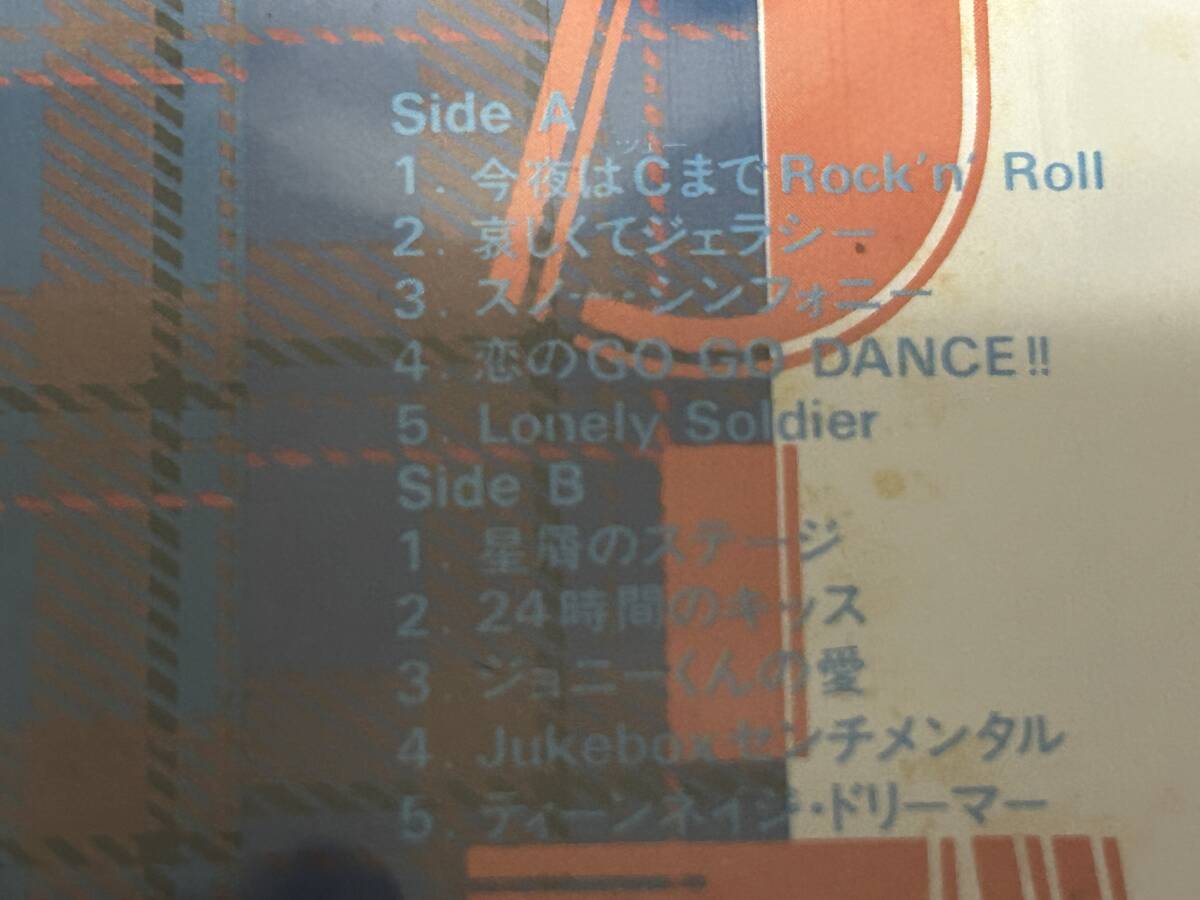 Side A
ツェー
1. 今夜はCまでRock'n' Roll
2. 哀しくてジェラシー
3. スノ・・・・シンフォニー
4. 恋のGO GO DANCE!!
5. Lonely Soldier
Side B
1. 星屑のステージ
2. 24時間のキッス
3. ジョニーくんの愛
4. Jukeboxセンチメンタル
5. ティーンネイジ・ドリーマー